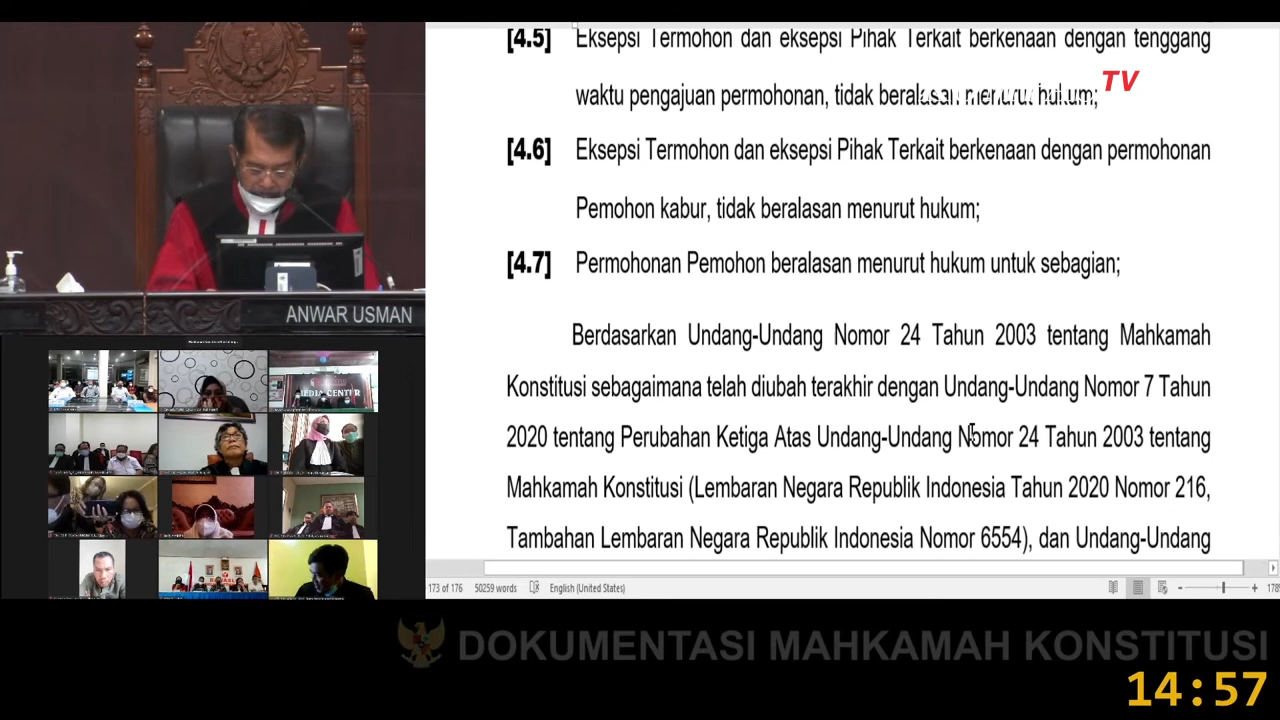 [4.5] Eksepsi Termohon dan eksepsi Pihak Terkait berkenaan dengan tenggang
waktu pengajuan permohonan, tidak beralasan menurut hukum;
TV
[4.6] Eksepsi Termohon dan eksepsi Pihak Terkait berkenaan dengan permohonan
Pemohon kabur, tidak beralasan menurut hukum;
[4.7] Permohonan Pemohon beralasan menurut hukum untuk sebagian;
Berdasarkan Undang-Undang Nomor 24 Tahun 2003 tentang Mahkamah
Konstitusi sebagaimana telah diubah terakhir dengan Undang-Undang Nomor 7 Tahun
2020 tentang Perubahan Ketiga Atas Undang-Undang Nomor 24 Tahun 2003 tentang
Mahkamah Konstitusi (Lembaran Negara Republik Indonesia Tahun 2020 Nomor 216,
Tambahan Lembaran Negara Republik Indonesia Nomor 6554), dan Undang-Undang
173 of 176 50259 words English (United States)
ANWAR USMAN
MEDIA CENTER
DOKUMENTASI MAHKAMAH KONSTITUSI
14:57